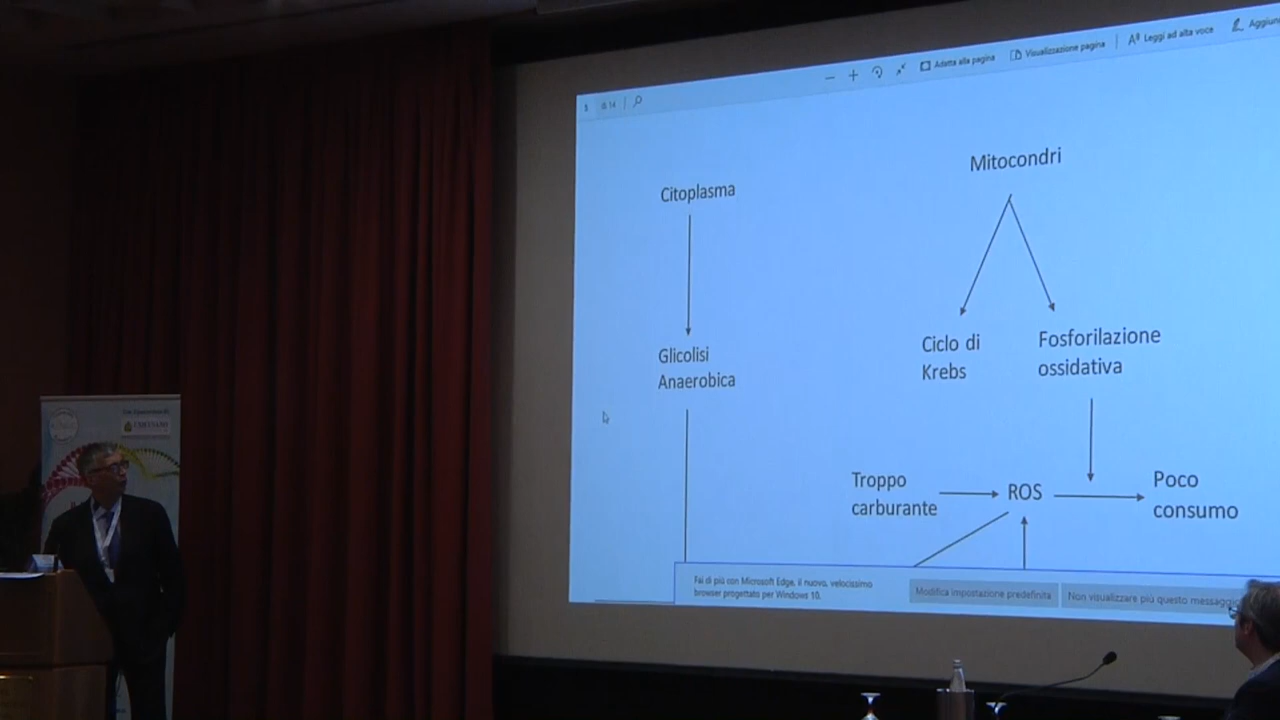 di 14
Adatta alla pagina
Visualizzazione pagina
Leggi ad alta voce
Citoplasma
Mitocondri
Glicolisi
Anaerobica
Ciclo di
Krebs
Fosforilazione
ossidativa
Troppo
carburante
ROS
Poco
consumo
Fai di più con Microsoft Edge, il nuovo, velocissimo
browser progettato per Windows 10.
Modifica impostazione predefinita
Non visualizzare più questo